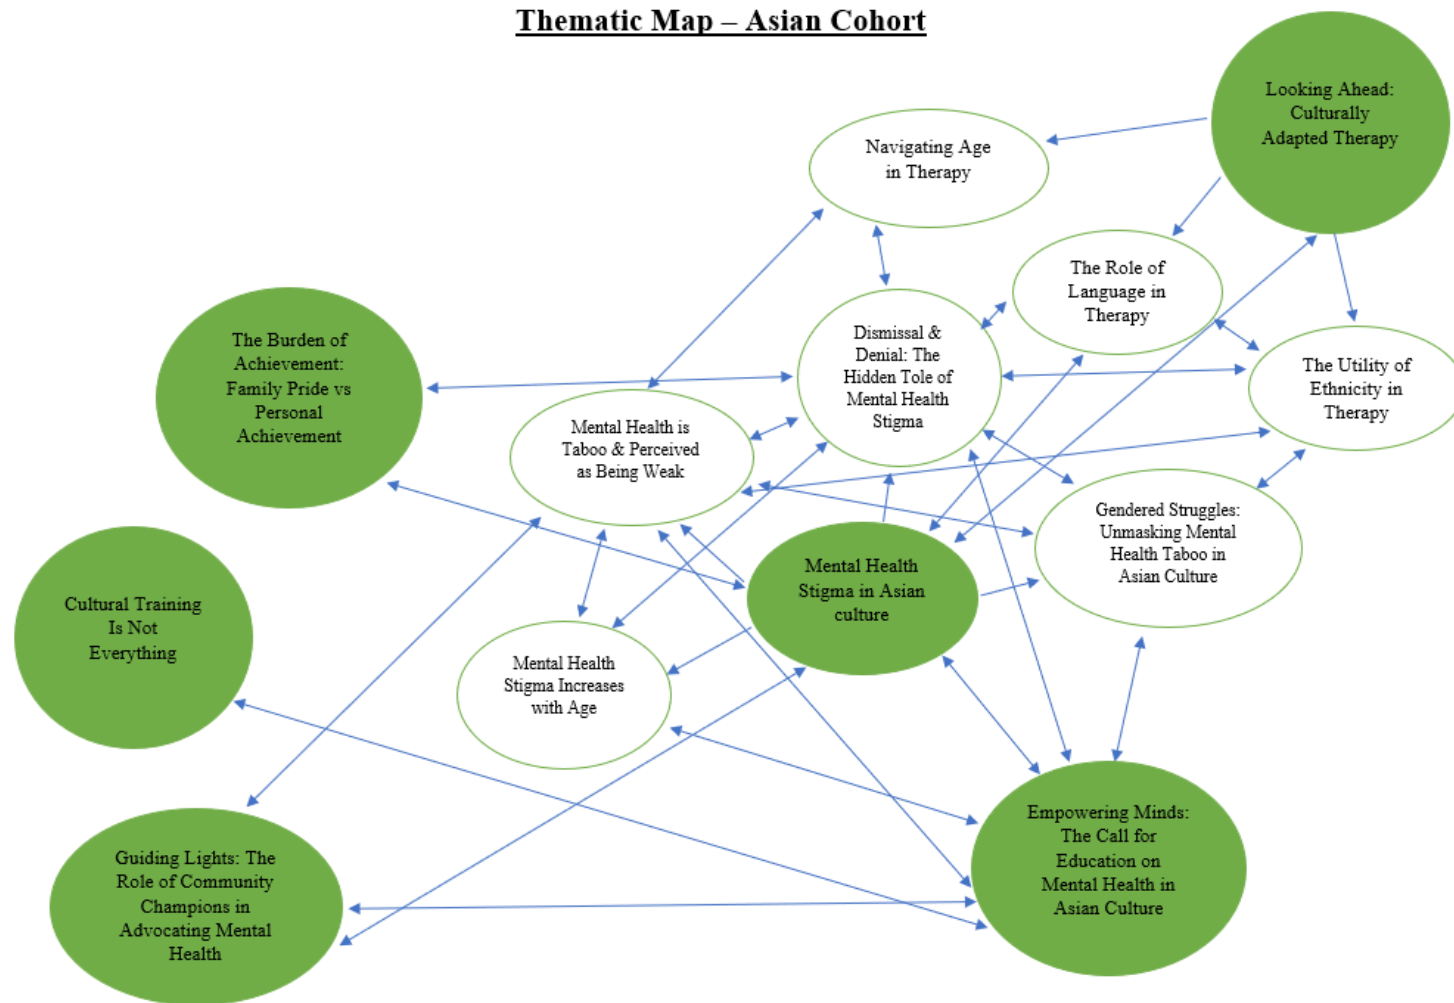 Thematic Map – Asian Cohort
Looking Ahead:
Culturally
Adapted Therapy
Navigating Age
in Therapy
The Role of
Language in
Therapy
The Utility of
Ethnicity in
Therapy
Dismissal &
Denial: The
Hidden Tole of
Mental Health
Stigma
The Burden of
Achievement:
Family Pride vs
Personal
Achievement
Mental Health is
Taboo & Perceived
as Being Weak
Gendered Struggles:
Unmasking Mental
Health Taboo in
Asian Culture
Mental Health
Stigma in Asian
culture
Cultural Training
Is Not
Everything
Mental Health
Stigma Increases
with Age
Empowering Minds:
The Call for
Education on
Mental Health in
Asian Culture
Guiding Lights: The
Role of Community
Champions in
Advocating Mental
Health